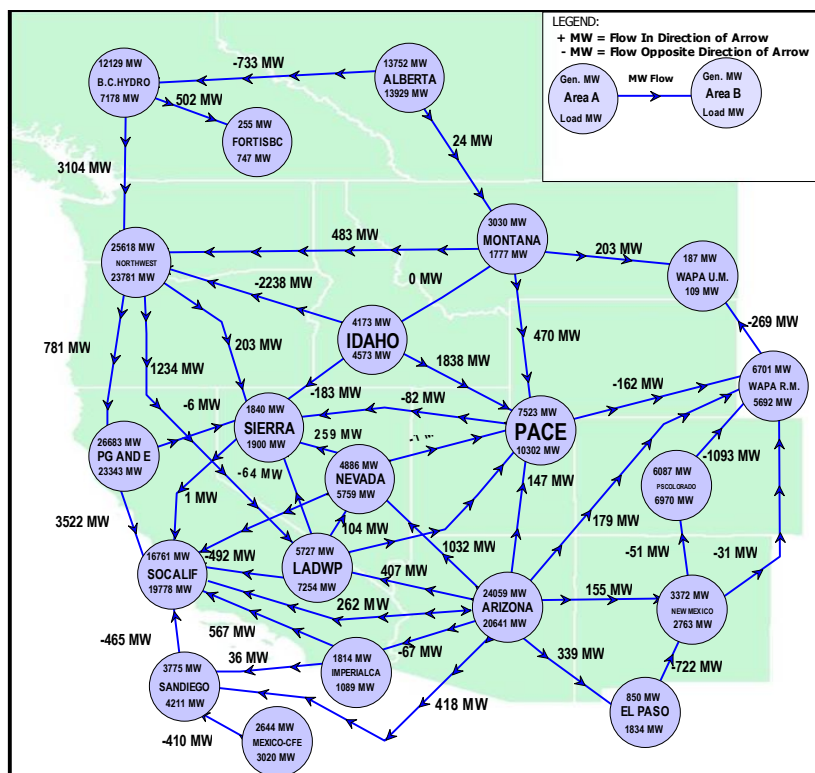 LEGEND:
+ MW = Flow In Direction of Arrow
- MW = Flow Opposite Direction of Arrow
Gen. MW
Area A
Load MW
MW Flow
Gen. MW
Area B
Load MW
12129 MW
B.C.HYDRO
7178 MW
-733 MW
13752 MW
ALBERTA
13929 MW
502 MW
255 MW
FORTISBC
747 MW
24 MW
3104 MW
25618 MW
NORTHWEST
23781 MW
483 MW
3030 MW
MONTANA
1777 MW
203 MW
187 MW
WAPA U.M.
109 MW
-2238 MW
0 MW
4173 MW
IDAHO
4573 MW
470 MW
-269 MW
781 MW
1234 MW
203 MW
1838 MW
6701 MW
WAPA R.M.
5692 MW
-6 MW
-183 MW
-82 MW
-162 MW
1840 MW
SIERRA
1900 MW
7523 MW
PACE
10302 MW
26683 MW
PG AND E
23343 MW
259 MW
-64 MW
4886 MW
NEVADA
5759 MW
147 MW
-1093 MW
6087 MW
PSCOLORADO
6970 MW
1 MW
3522 MW
104 MW
1032 MW
179 MW
-51 MW
-31 MW
16761 MW
SOCALIF
19778 MW
-492 MW
5727 MW
LADWP
7254 MW
407 MW
24059 MW
ARIZONA
20641 MW
155 MW
3372 MW
NEW MEXICO
2763 MW
262 MW
567 MW
-465 MW
36 MW
-67 MW
339 MW
-722 MW
3775 MW
SANDIEGO
4211 MW
1814 MW
IMPERIALCA
1089 MW
418 MW
850 MW
EL PASO
1834 MW
-410 MW
2644 MW
MEXICO-CFE
3020 MW